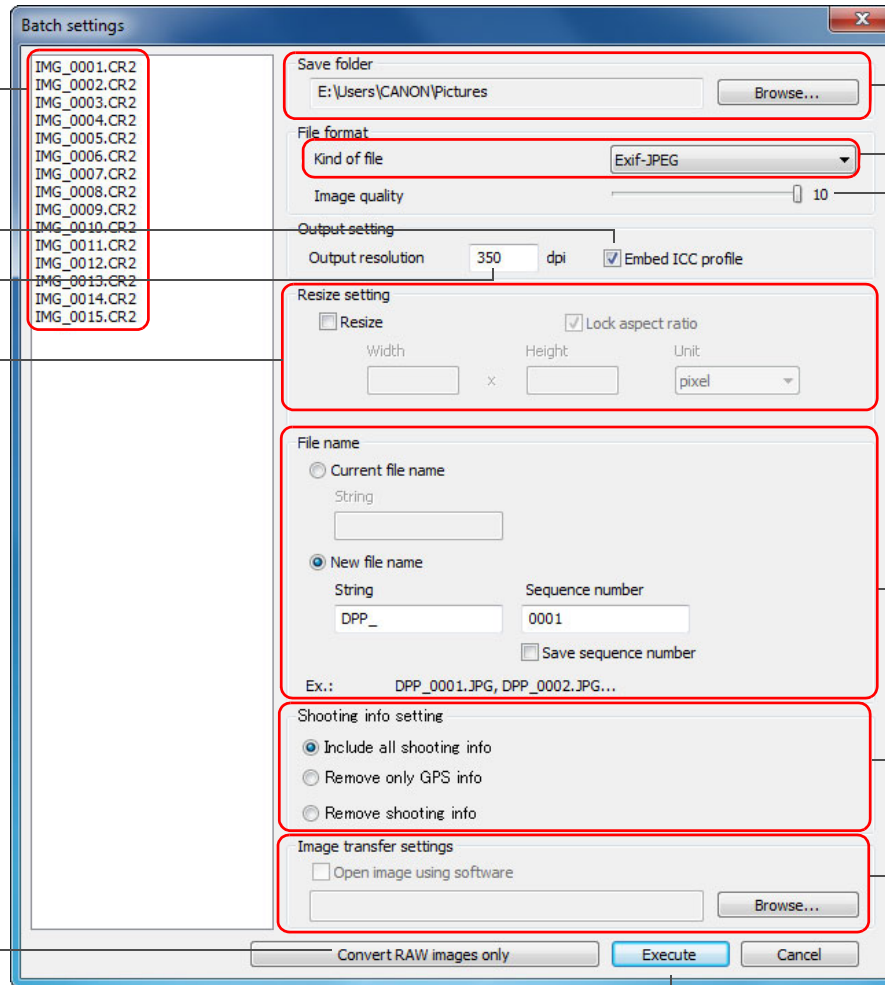 Batch settings
IMG_0001.CR2
IMG_0002.CR2
IMG_0003.CR2
IMG_0004.CR2
IMG_0005.CR2
IMG_0006.CR2
IMG_0007.CR2
IMG_0008.CR2
IMG_0009.CR2
IMG_0010.CR2
IMG_0011.CR2
IMG_0012.CR2
IMG_0013.CR2
IMG_0014.CR2
IMG_0015.CR2
Save folder
E:\Users\CANON\Pictures Browse...
File format
Kind of file Exif-JPEG
Image quality 10
Output setting
Output resolution 350 dpi Embed ICC profile
Resize setting
Resize Lock aspect ratio
Width Height Unit
x pixel
File name
Current file name
String
New file name
String Sequence number
DPP_ 0001
Save sequence number
Ex.: DPP_0001.JPG, DPP_0002.JPG...
Shooting info setting
Include all shooting info
Remove only GPS info
Remove shooting info
Image transfer settings
Open image using software
Browse...
Convert RAW images only Execute Cancel